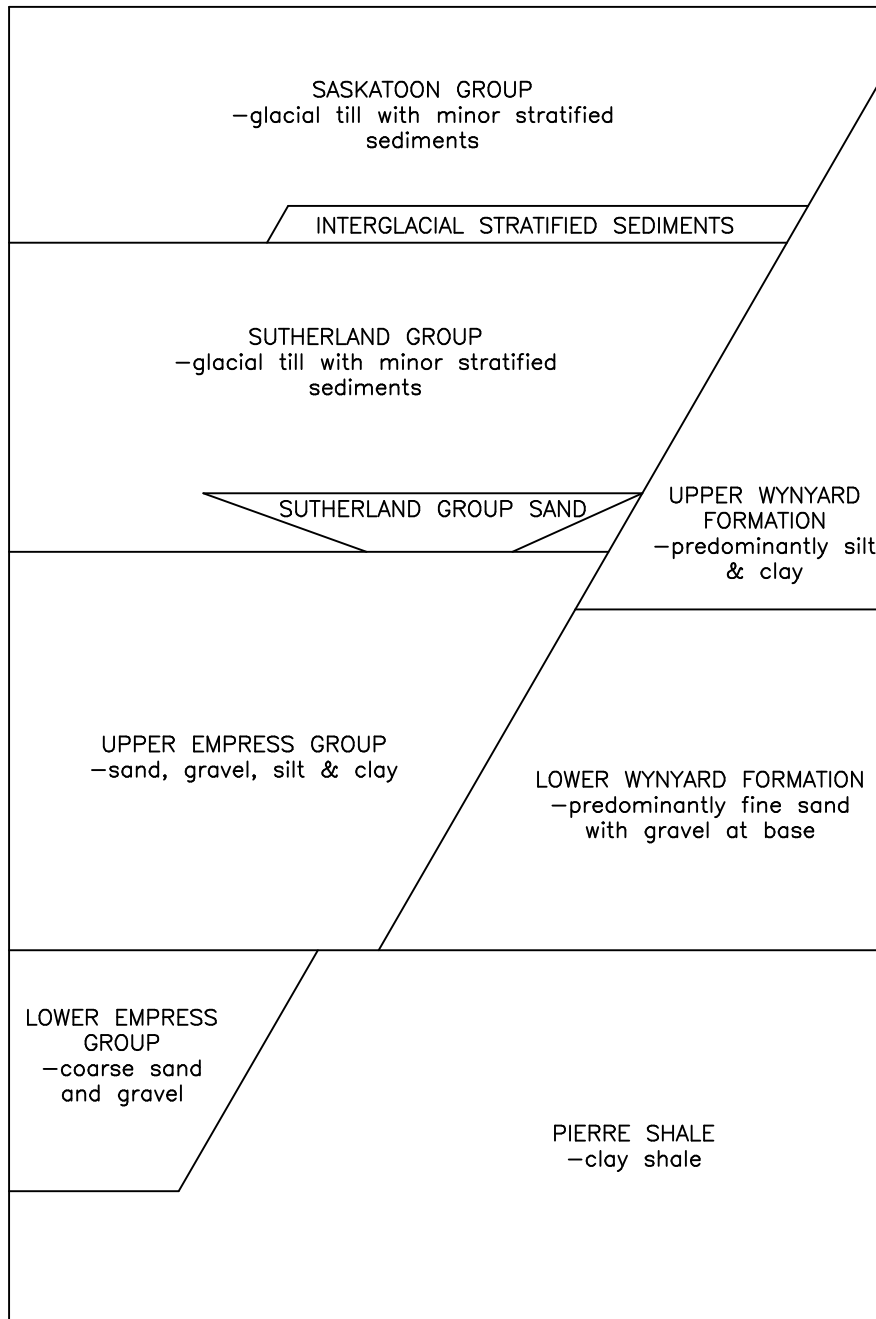 SASKATOON GROUP
—glacial till with minor stratified
sediments
INTERGLACIAL STRATIFIED SEDIMENTS
SUTHERLAND GROUP
—glacial till with minor stratified
sediments
SUTHERLAND GROUP SAND
UPPER WYNYARD
FORMATION
—predominantly silt
& clay
UPPER EMPRESS GROUP
—sand, gravel, silt & clay
LOWER WYNYARD FORMATION
—predominantly fine sand
with gravel at base
LOWER EMPRESS
GROUP
—coarse sand
and gravel
PIERRE SHALE
—clay shale